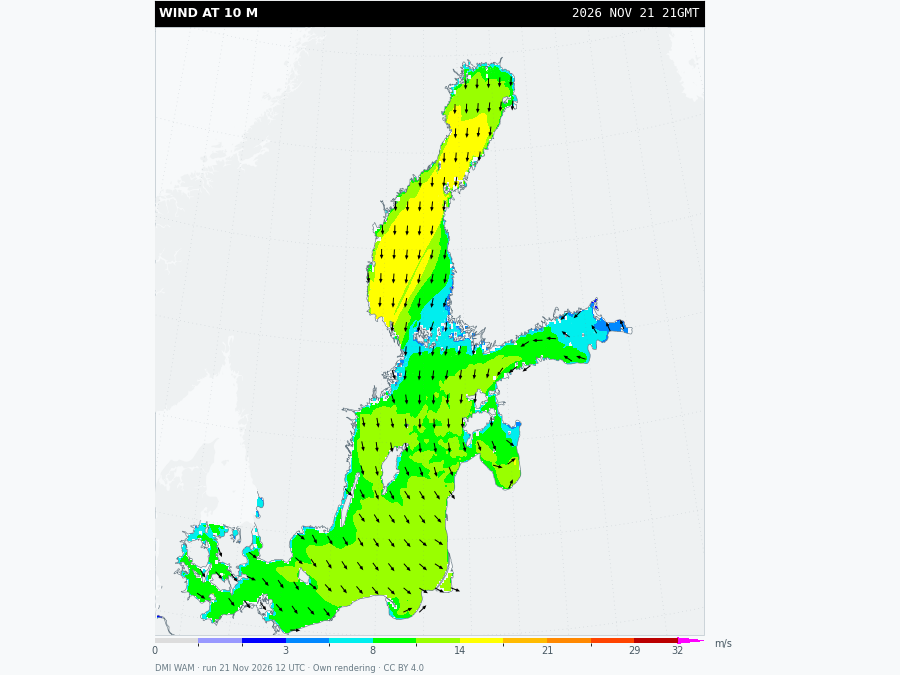 WIND AT 10 M 2026 NOV 21 21GMT
0 3 8 14 21 29 32 m/s
DMI WAM · run 21 Nov 2026 12 UTC · Own rendering · CC BY 4.0